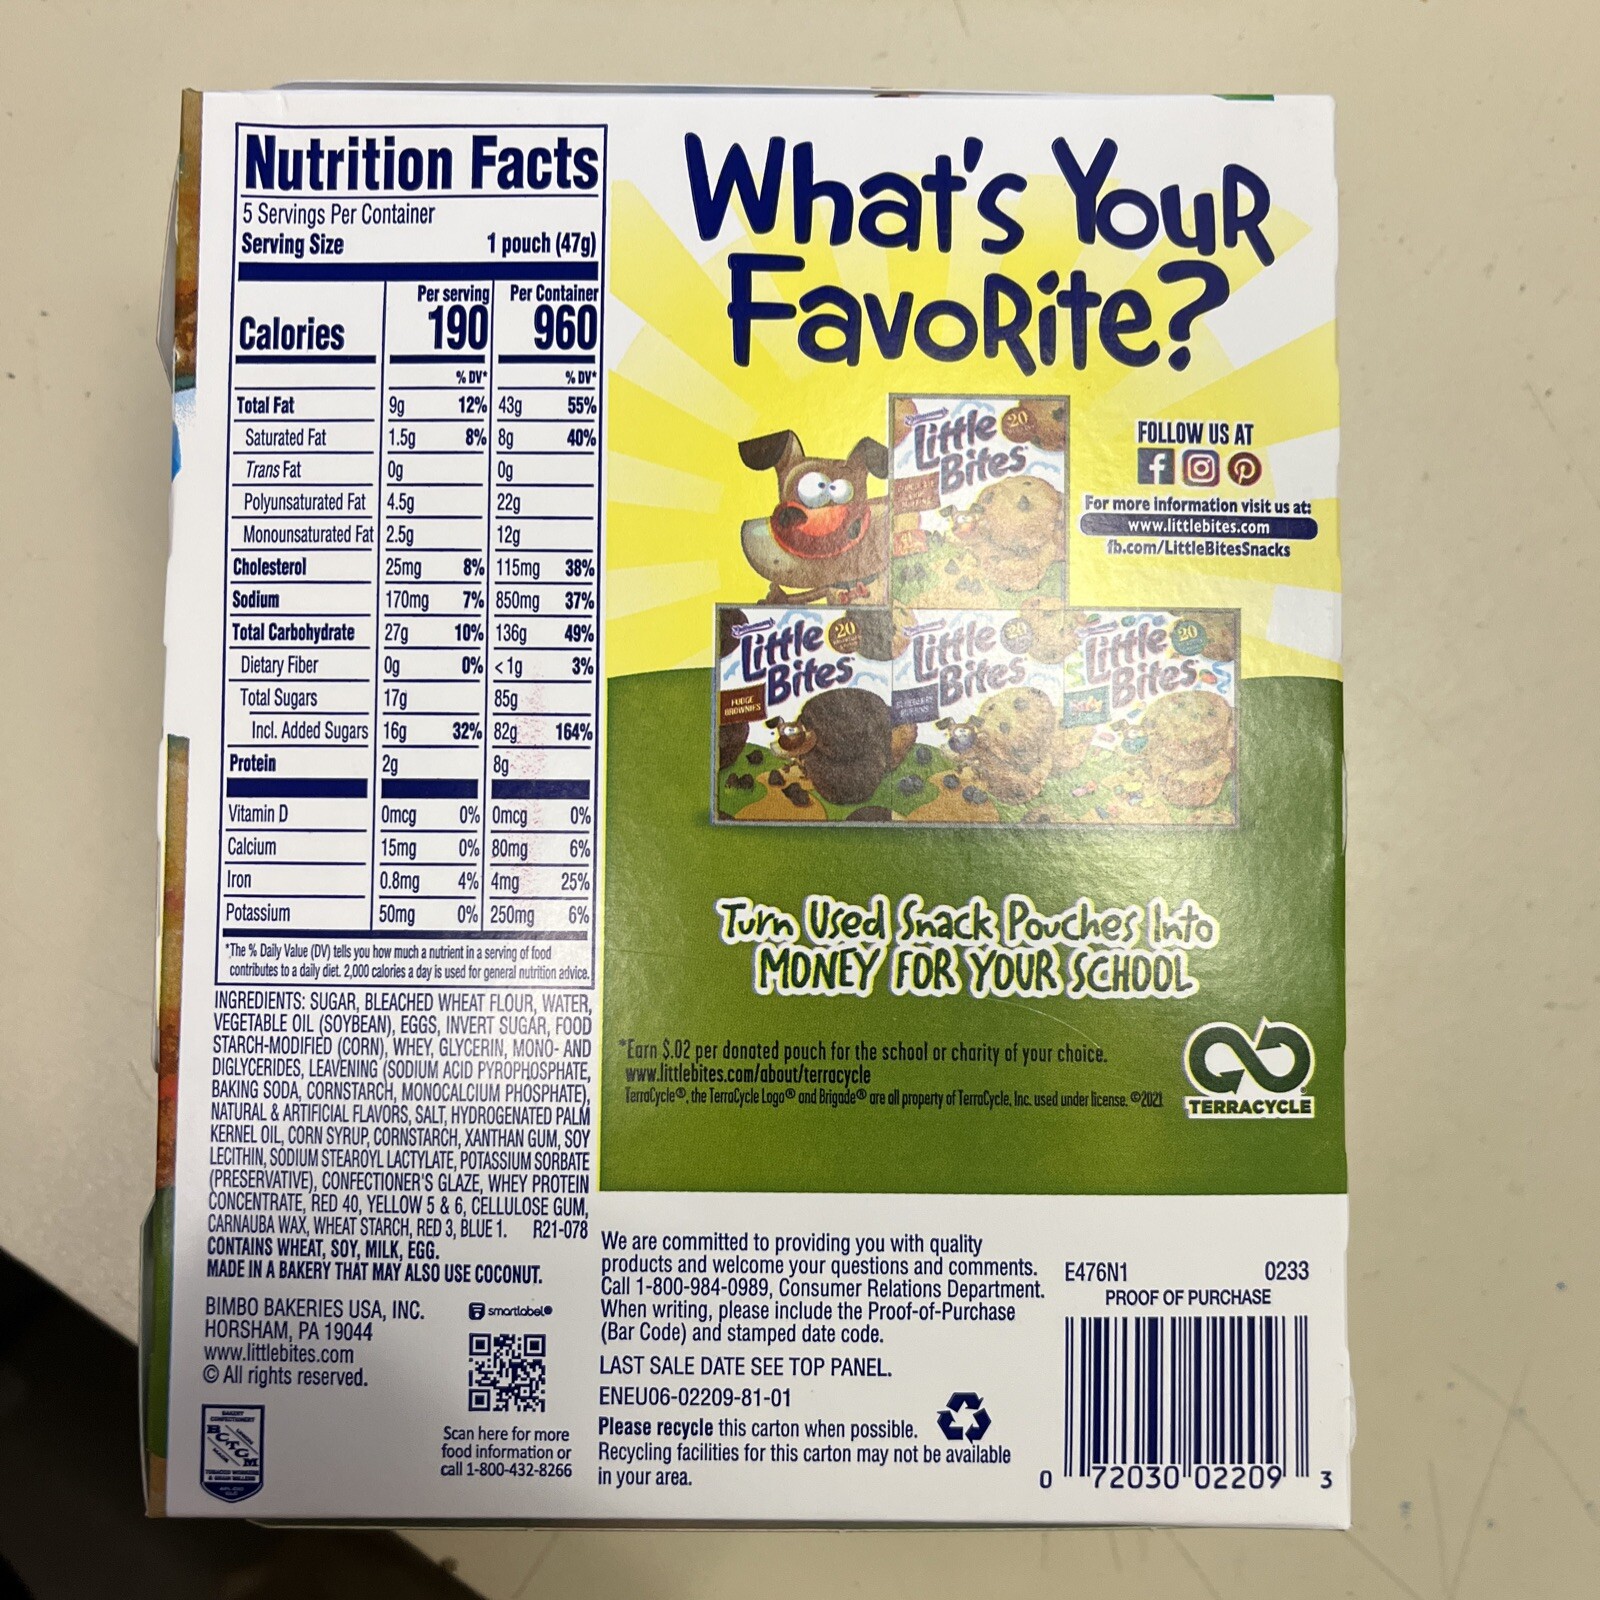 Nutrition Facts
5 Servings Per Container
Serving Size 1 pouch (47g)
Per serving Per Container
Calories 190 960
% DV* % DV*
Total Fat 9g 12% 43g 55%
Saturated Fat 1.5g 8% 8g 40%
Trans Fat 0g 0g
Polyunsaturated Fat 4.5g 22g
Monounsaturated Fat 2.5g 12g
Cholesterol 25mg 8% 115mg 38%
Sodium 170mg 7% 850mg 37%
Total Carbohydrate 27g 10% 136g 49%
Dietary Fiber 0g 0% <1g 3%
Total Sugars 17g 85g
Incl. Added Sugars 16g 32% 82g 164%
Protein 2g 8g
Vitamin D 0mcg 0% 0mcg 0%
Calcium 15mg 0% 80mg 6%
Iron 0.8mg 4% 4mg 25%
Potassium 50mg 0% 250mg 6%
*The % Daily Value (DV) tells you how much a nutrient in a serving of food
contributes to a daily diet. 2,000 calories a day is used for general nutrition advice.
INGREDIENTS: SUGAR, BLEACHED WHEAT FLOUR, WATER,
VEGETABLE OIL (SOYBEAN), EGGS, INVERT SUGAR, FOOD
STARCH-MODIFIED (CORN), WHEY, GLYCERIN, MONO- AND
DIGLYCERIDES, LEAVENING (SODIUM ACID PYROPHOSPHATE,
BAKING SODA, CORNSTARCH, MONOCALCIUM PHOSPHATE),
NATURAL & ARTIFICIAL FLAVORS, SALT, HYDROGENATED PALM
KERNEL OIL, CORN SYRUP, CORNSTARCH, XANTHAN GUM, SOY
LECITHIN, SODIUM STEAROYL LACTYLATE, POTASSIUM SORBATE
(PRESERVATIVE), CONFECTIONER'S GLAZE, WHEY PROTEIN
CONCENTRATE, RED 40, YELLOW 5 & 6, CELLULOSE GUM,
CARNAUBA WAX, WHEAT STARCH, RED 3, BLUE 1. R21-078
CONTAINS WHEAT, SOY, MILK, EGG.
MADE IN A BAKERY THAT MAY ALSO USE COCONUT.
BIMBO BAKERIES USA, INC.
HORSHAM, PA 19044
www.littlebites.com
© All rights reserved.
smartlabel
Scan here for more
food information or
call 1-800-432-8266
What's Your
Favorite?
FOLLOW US AT
For more information visit us at:
www.littlebites.com
fb.com/LittleBitesSnacks
Little
Bites
20
Little
Bites
20
FUDGE
BROWNIES
Little
Bites
20
Little
Bites
20
Turn Used Snack Pouches Into
MONEY FOR YOUR SCHOOL
*Earn $.02 per donated pouch for the school or charity of your choice.
www.littlebites.com/about/terracycle
TerraCycle®, the TerraCycle Logo® and Brigade® are all property of TerraCycle, Inc. used under license. ©2021
TERRACYCLE
We are committed to providing you with quality
products and welcome your questions and comments.
Call 1-800-984-0989, Consumer Relations Department.
When writing, please include the Proof-of-Purchase
(Bar Code) and stamped date code.
LAST SALE DATE SEE TOP PANEL.
ENEU06-02209-81-01
Please recycle this carton when possible.
Recycling facilities for this carton may not be available
in your area.
E476N1 0233
PROOF OF PURCHASE
0 72030 02209 3